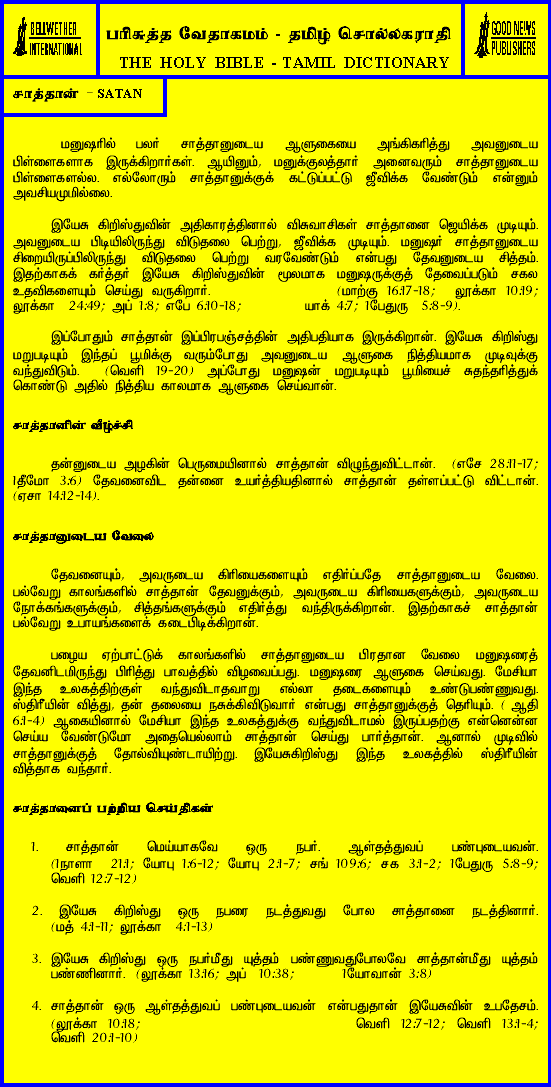 BELLWETHER
INTERNATIONAL
பரிசுத்த வேதாகமம் - தமிழ் சொல்லகராதி
THE HOLY BIBLE - TAMIL DICTIONARY
GOOD NEWS
PUBLISHERS
சாத்தான் – SATAN
மனுஷரில் பலர் சாத்தானுடைய ஆளுகையை அங்கிகரித்து அவனுடைய
பிள்ளைகளாக இருக்கிறார்கள். ஆயினும், மனுக்குலத்தார் அனைவரும் சாத்தானுடைய
பிள்ளைகளல்ல. எல்லோரும் சாத்தானுக்குக் கட்டுப்பட்டு ஜீவிக்க வேண்டும் என்னும்
அவசியமுமில்லை.
இயேசு கிறிஸ்துவின் அதிகாரத்தினால் விசுவாசிகள் சாத்தானை ஜெயிக்க முடியும்.
அவனுடைய பிடியிலிருந்து விடுதலை பெற்று, ஜீவிக்க முடியும். மனுஷர் சாத்தானுடைய
சிறையிருப்பிலிருந்து விடுதலை பெற்று வரவேண்டும் என்பது தேவனுடைய சித்தம்.
இதற்காகக் கர்த்தர் இயேசு கிறிஸ்துவின் மூலமாக மனுஷருக்குத் தேவைப்படும் சகல
உதவிகளையும் செய்து வருகிறார். (மாற்கு 16:17-18; லூக்கா 10:19;
லூக்கா 24:49; அப் 1:8; எபே 6:10-18; யாக் 4:7; 1பேதுரு 5:8-9).
இப்போதும் சாத்தான் இப்பிரபஞ்சத்தின் அதிபதியாக இருக்கிறான். இயேசு கிறிஸ்து
மறுபடியும் இந்தப் பூமிக்கு வரும்போது அவனுடைய ஆளுகை நித்தியமாக முடிவுக்கு
வந்துவிடும். (வெளி 19-20) அப்போது மனுஷன் மறுபடியும் பூமியைச் சுதந்தரித்துக்
கொண்டு அதில் நித்திய காலமாக ஆளுகை செய்வான்.
சாத்தானின் வீழ்ச்சி
தன்னுடைய அழகின் பெருமையினால் சாத்தான் விழுந்துவிட்டான். (எசே 28:11-17;
1தீமோ 3:6) தேவனைவிட தன்னை உயர்த்தியதினால் சாத்தான் தள்ளப்பட்டு விட்டான்.
(ஏசா 14:12-14).
சாத்தானுடைய வேலை
தேவனையும், அவருடைய கிரியைகளையும் எதிர்ப்பதே சாத்தானுடைய வேலை.
பல்வேறு காலங்களில் சாத்தான் தேவனுக்கும், அவருடைய கிரியைகளுக்கும், அவருடைய
நோக்கங்களுக்கும், சித்தங்களுக்கும் எதிர்த்து வந்திருக்கிறான். இதற்காகச் சாத்தான்
பல்வேறு உபாயங்களைக் கடைபிடிக்கிறான்.
பழைய ஏற்பாட்டுக் காலங்களில் சாத்தானுடைய பிரதான வேலை மனுஷரைத்
தேவனிடமிருந்து பிரித்து பாவத்தில் விழவைப்பது. மனுஷரை ஆளுகை செய்வது. மேசியா
இந்த உலகத்திற்குள் வந்துவிடாதவாறு எல்லா தடைகளையும் உண்டுபண்ணுவது.
ஸ்திரீயின் வித்து, தன் தலையை நசுக்கிவிடுவார் என்பது சாத்தானுக்குத் தெரியும். ( ஆதி
6:1-4) ஆகையினால் மேசியா இந்த உலகத்துக்கு வந்துவிடாமல் இருப்பதற்கு என்னென்ன
செய்ய வேண்டுமோ அதையெல்லாம் சாத்தான் செய்து பார்த்தான். ஆனால் முடிவில்
சாத்தானுக்குத் தோல்வியுண்டாயிற்று. இயேசுகிறிஸ்து இந்த உலகத்தில் ஸ்திரீயின்
வித்தாக வந்தார்.
சாத்தானைப் பற்றிய செய்திகள்
1. சாத்தான் மெய்யாகவே ஒரு நபர். ஆள்தத்துவப் பண்புடையவன்.
(1நாளா 21:1; யோபு 1:6-12; யோபு 2:1-7; சங் 109:6; சக 3:1-2; 1பேதுரு 5:8-9;
வெளி 12:7-12)
2. இயேசு கிறிஸ்து ஒரு நபரை நடத்துவது போல சாத்தானை நடத்தினார்.
(மத் 4:1-11; லூக்கா 4:1-13)
3. இயேசு கிறிஸ்து ஒரு நபர்மீது யுத்தம் பண்ணுவதுபோலவே சாத்தான்மீது யுத்தம்
பண்ணினார். (லூக்கா 13:16; அப் 10:38; 1யோவான் 3:8)
4. சாத்தான் ஒரு ஆள்தத்துவப் பண்புடையவன் என்பதுதான் இயேசுவின் உபதேசம்.
(லூக்கா 10:18; வெளி 12:7-12; வெளி 13:1-4;
வெளி 20:1-10)